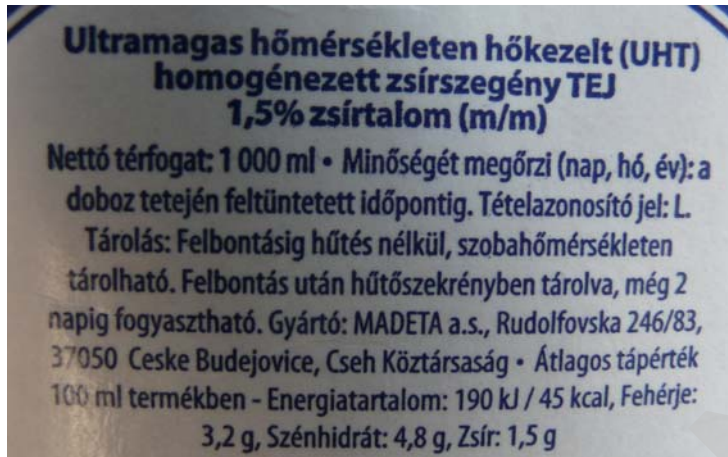 Ultramagas hőmérsékleten hőkezelt (UHT)
homogénezett zsírszegény TEJ
1,5% zsírtalom (m/m)
Nettó térfogat: 1 000 ml • Minőségét megőrzi (nap, hó, év): a
doboz tetején feltüntetett időpontig. Tételazonosító jel: L.
Tárolás: Felbontásig hűtés nélkül, szobahőmérsékleten
tárolható. Felbontás után hűtőszekrényben tárolva, még 2
napig fogyasztható. Gyártó: MADETA a.s., Rudolfovska 246/83,
37050 Ceske Budejovice, Cseh Köztársaság • Átlagos tápérték
100 ml termékben - Energiatartalom: 190 kJ / 45 kcal, Fehérje:
3,2 g, Szénhidrát: 4,8 g, Zsír: 1,5 g